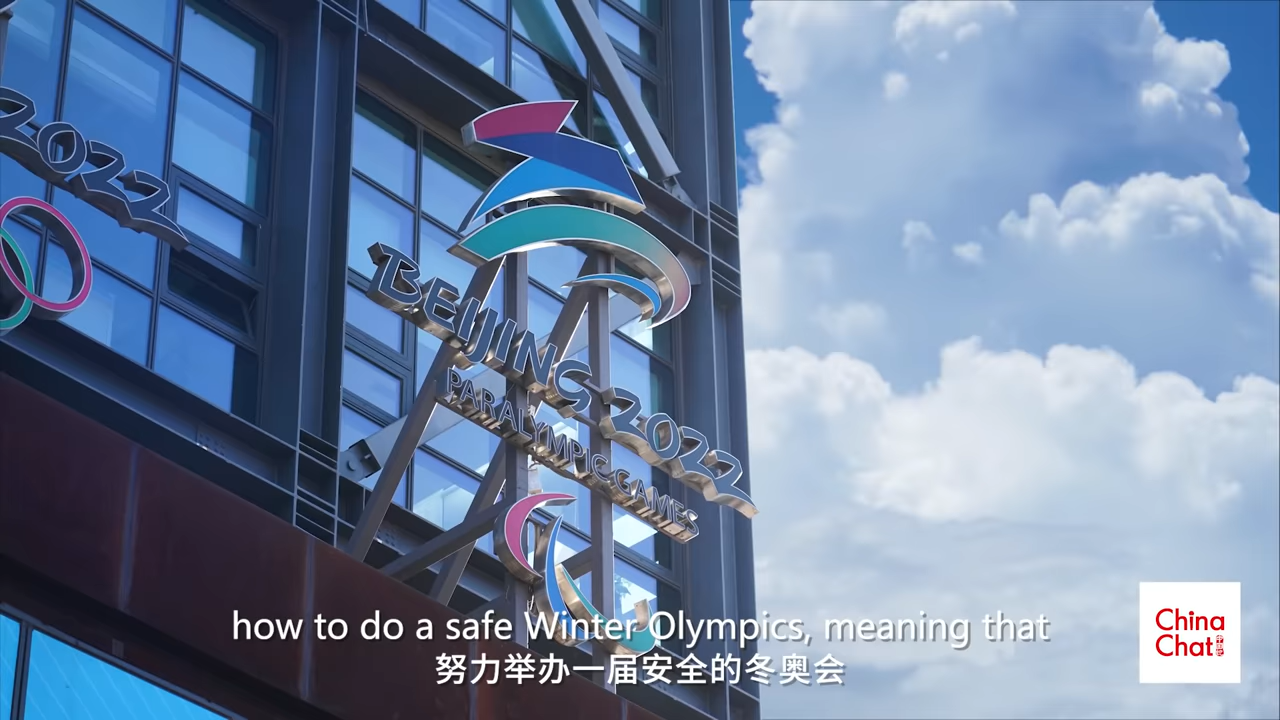 2022
BEIJING 2022
PARALYMPIC GAMES
how to do a safe Winter Olympics, meaning that
努力举办一届安全的冬奥会
China
Chat